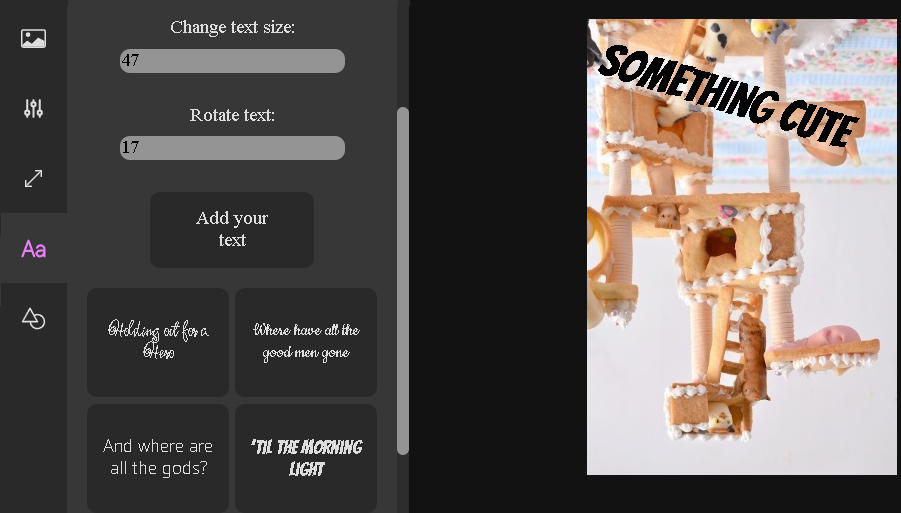 Change text size:
47
Rotate text:
17
Add your
text
Holding out for a
Hero
Where have all the
good men gone
And where are
all the gods?
'TIL THE MORNING
LIGHT
Aa
SOMETHING CUTE